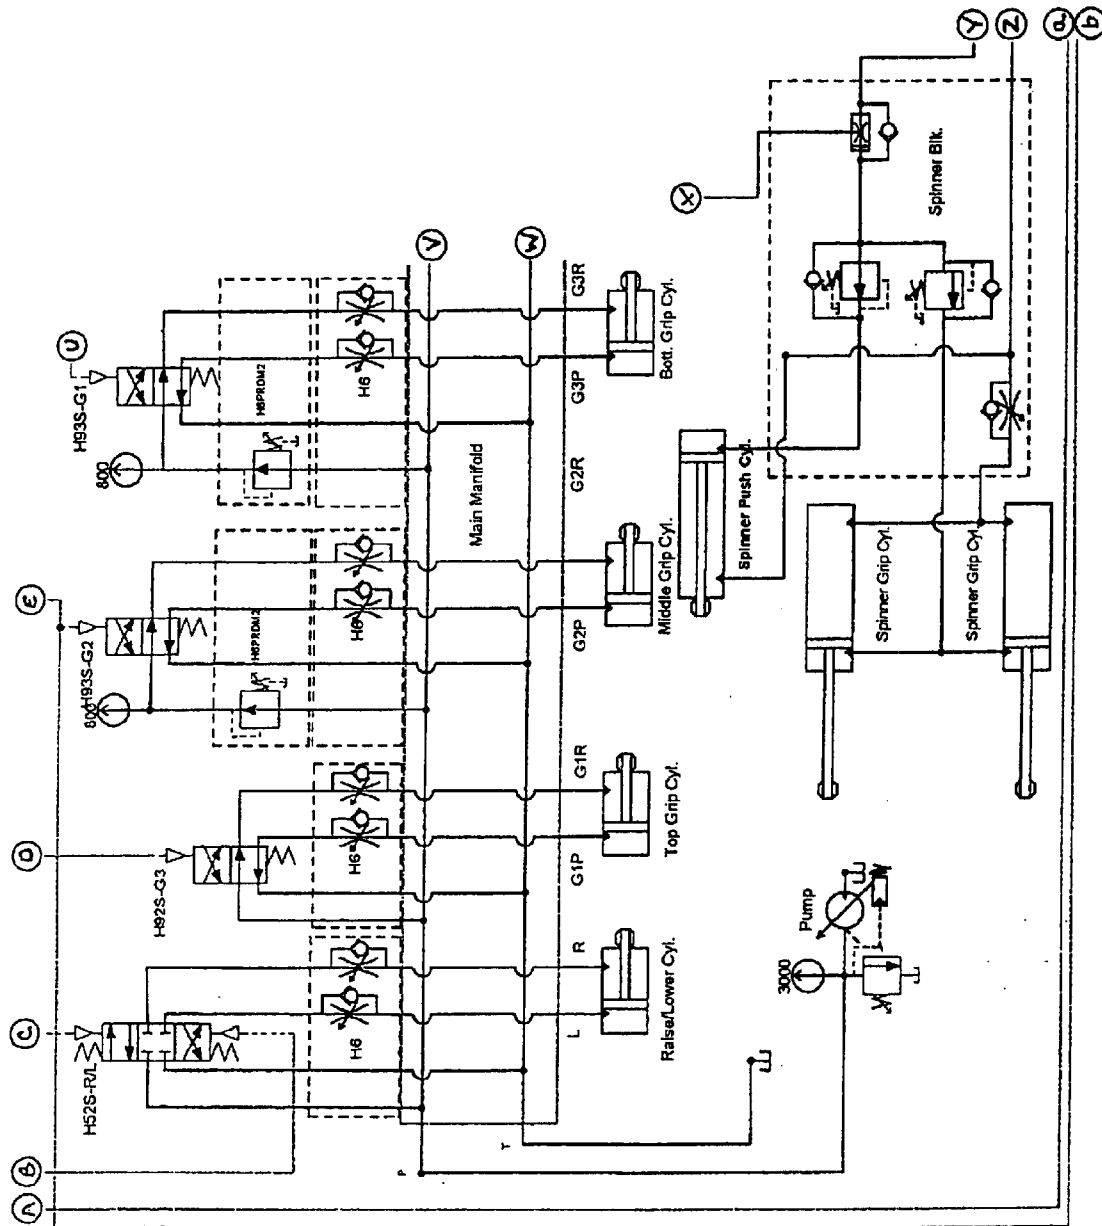 Y
Z
a
b
X
Spinner Blk.
U
H93S-G1
800
H6PRDM2
H6
V
W
Main Manifold
G3R
G3P
Bott. Grip Cyl.
G2R
E
H93S-G2
800
H6PRDM2
H6
G2P
Middle Grip Cyl.
Spinner Push Cyl.
Spinner Grip Cyl.
Spinner Grip Cyl.
D
H92S-G3
H6
G1R
G1P
Top Grip Cyl.
C
H52S-R/L
H6
R
L
Raise/Lower Cyl.
Pump
3000
B
A
P
T